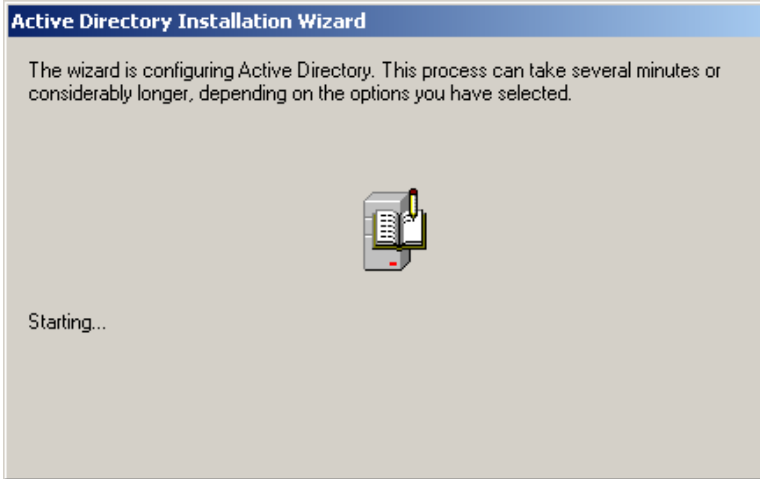 Active Directory Installation Wizard
The wizard is configuring Active Directory. This process can take several minutes or
considerably longer, depending on the options you have selected.
Starting...